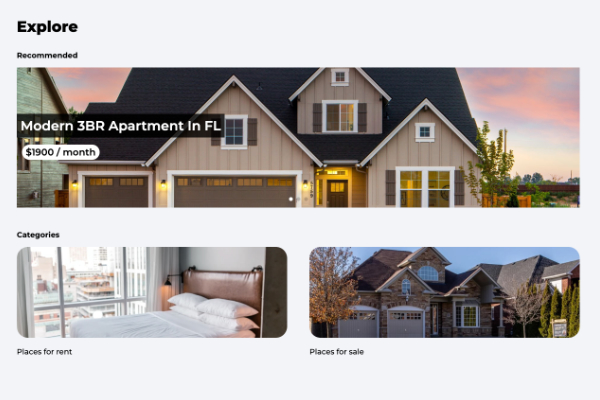 Explore
Recommended
Modern 3BR Apartment In FL
$1900 / month
Categories
Places for rent
Places for sale